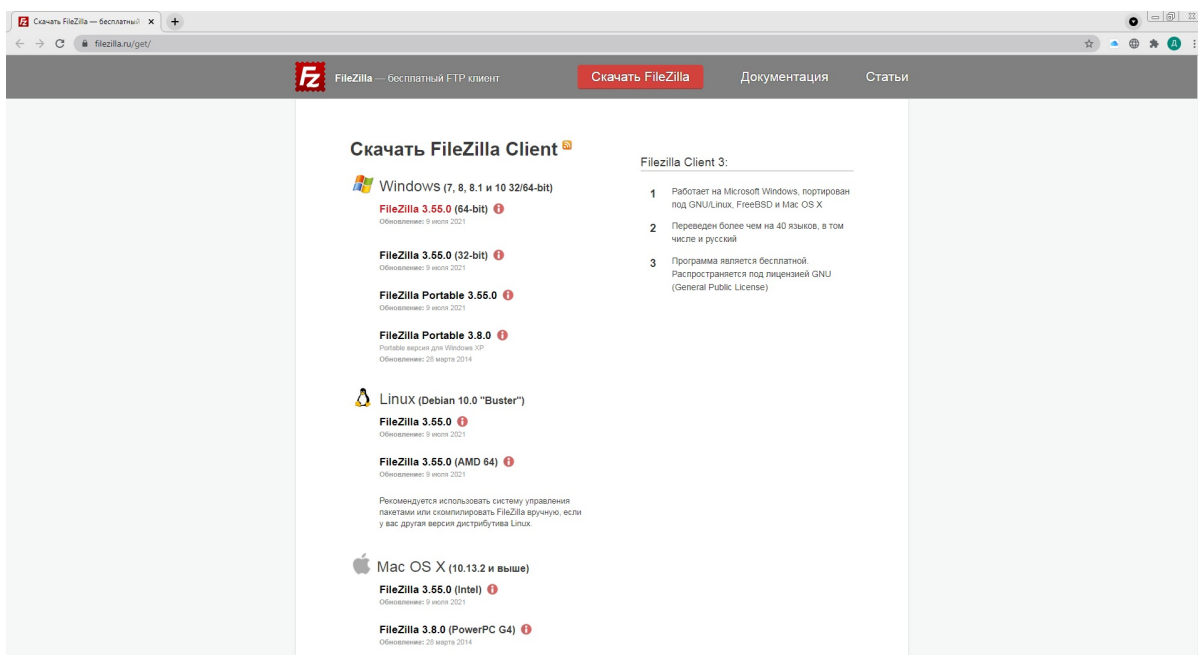 Скачать FileZilla — бесплатный
filezilla.ru/get/
Д
Fz
FileZilla — бесплатный FTP клиент
Скачать FileZilla
Документация
Статьи
Скачать FileZilla Client
Windows (7, 8, 8.1 и 10 32/64-bit)
FileZilla 3.55.0 (64-bit)
Обновление: 9 июля 2021
FileZilla 3.55.0 (32-bit)
Обновление: 9 июля 2021
FileZilla Portable 3.55.0
Обновление: 9 июля 2021
FileZilla Portable 3.8.0
Portable версия для Windows XP
Обновление: 28 марта 2014
Linux (Debian 10.0 "Buster")
FileZilla 3.55.0
Обновление: 9 июля 2021
FileZilla 3.55.0 (AMD 64)
Обновление: 9 июля 2021
Рекомендуется использовать систему управления
пакетами или скомпилировать FileZilla вручную, если
у вас другая версия дистрибутива Linux.
Mac OS X (10.13.2 и выше)
FileZilla 3.55.0 (Intel)
Обновление: 9 июля 2021
FileZilla 3.8.0 (PowerPC G4)
Обновление: 28 марта 2014
Filezilla Client 3:
1 Работает на Microsoft Windows, портирован
под GNU/Linux, FreeBSD и Mac OS X
2 Переведен более чем на 40 языков, в том
числе и русский
3 Программа является бесплатной.
Распространяется под лицензией GNU
(General Public License)